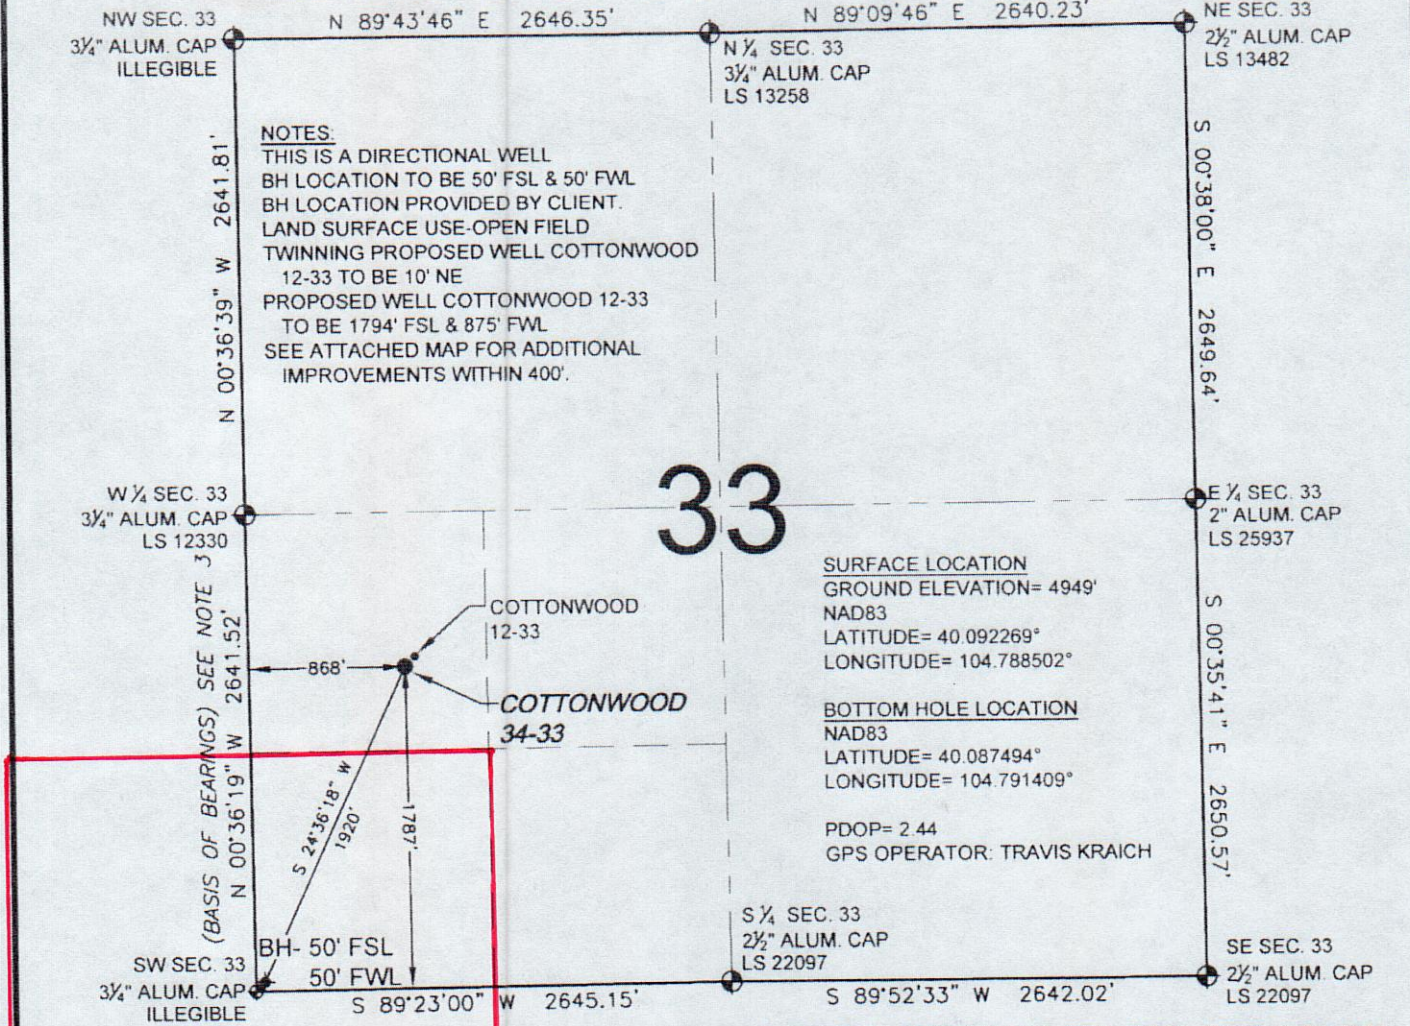 NW SEC. 33
3¼" ALUM. CAP
ILLEGIBLE
N 89°43'46" E 2646.35'
N 89°09'46" E 2640.23'
NE SEC. 33
2½" ALUM. CAP
LS 13482
N ¼ SEC. 33
3¼" ALUM. CAP
LS 13258
NOTES:
THIS IS A DIRECTIONAL WELL
BH LOCATION TO BE 50' FSL & 50' FWL
BH LOCATION PROVIDED BY CLIENT.
LAND SURFACE USE-OPEN FIELD
TWINNING PROPOSED WELL COTTONWOOD
12-33 TO BE 10' NE
PROPOSED WELL COTTONWOOD 12-33
TO BE 1794' FSL & 875' FWL
SEE ATTACHED MAP FOR ADDITIONAL
IMPROVEMENTS WITHIN 400'.
N 00°36'39" W 2641.81'
S 00°38'00" E 2649.64'
W ¼ SEC. 33
3¼" ALUM. CAP
LS 12330
33
E ¼ SEC. 33
2" ALUM. CAP
LS 25937
(BASIS OF BEARINGS) SEE NOTE 3
N 00°36'19" W 2641.52'
COTTONWOOD
12-33
868'
COTTONWOOD
34-33
S 24°36'18" W
1920'
1787'
SURFACE LOCATION
GROUND ELEVATION= 4949'
NAD83
LATITUDE= 40.092269°
LONGITUDE= 104.788502°
BOTTOM HOLE LOCATION
NAD83
LATITUDE= 40.087494°
LONGITUDE= 104.791409°
PDOP= 2.44
GPS OPERATOR: TRAVIS KRAICH
S 00°35'41" E 2650.57'
BH- 50' FSL
50' FWL
SW SEC. 33
3¼" ALUM. CAP
ILLEGIBLE
S 89°23'00" W 2645.15'
S ¼ SEC. 33
2½" ALUM. CAP
LS 22097
S 89°52'33" W 2642.02'
SE SEC. 33
2½" ALUM. CAP
LS 22097